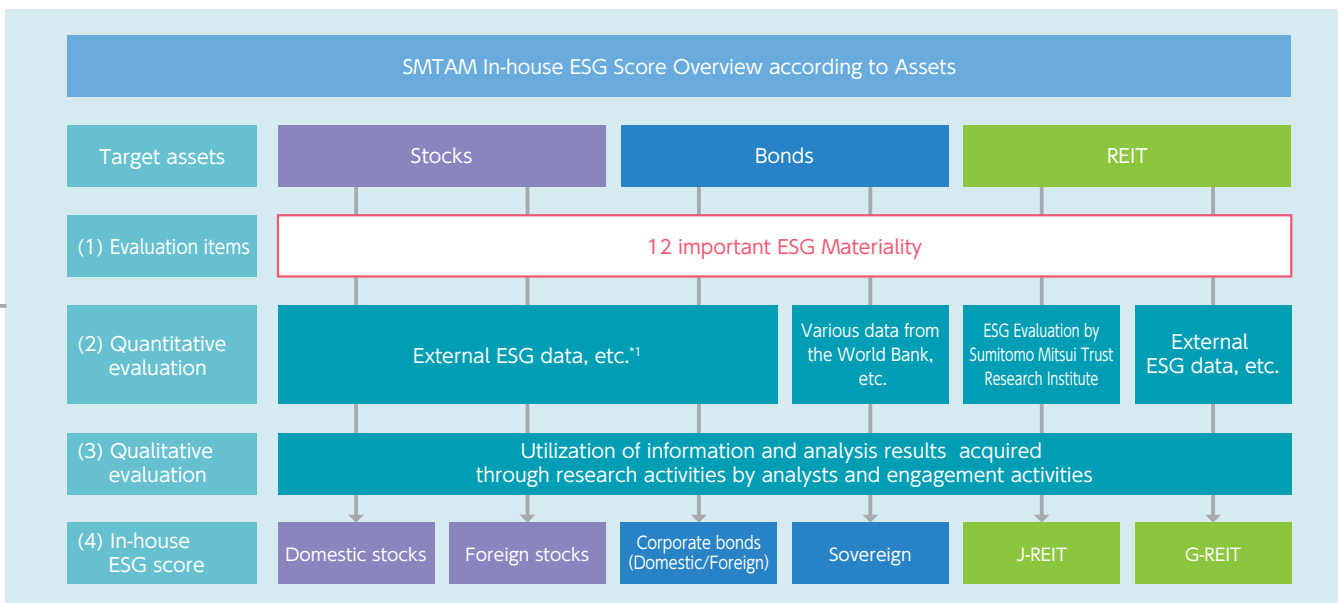 SMTAM In-house ESG Score Overview according to Assets
Target assets
Stocks
Bonds
REIT
(1) Evaluation items
12 important ESG Materiality
(2) Quantitative
evaluation
External ESG data, etc.*1
Various data from
the World Bank,
etc.
ESG Evaluation by
Sumitomo Mitsui Trust
Research Institute
External
ESG data, etc.
(3) Qualitative
evaluation
Utilization of information and analysis results acquired
through research activities by analysts and engagement activities
(4) In-house
ESG score
Domestic stocks
Foreign stocks
Corporate bonds
(Domestic/Foreign)
Sovereign
J-REIT
G-REIT